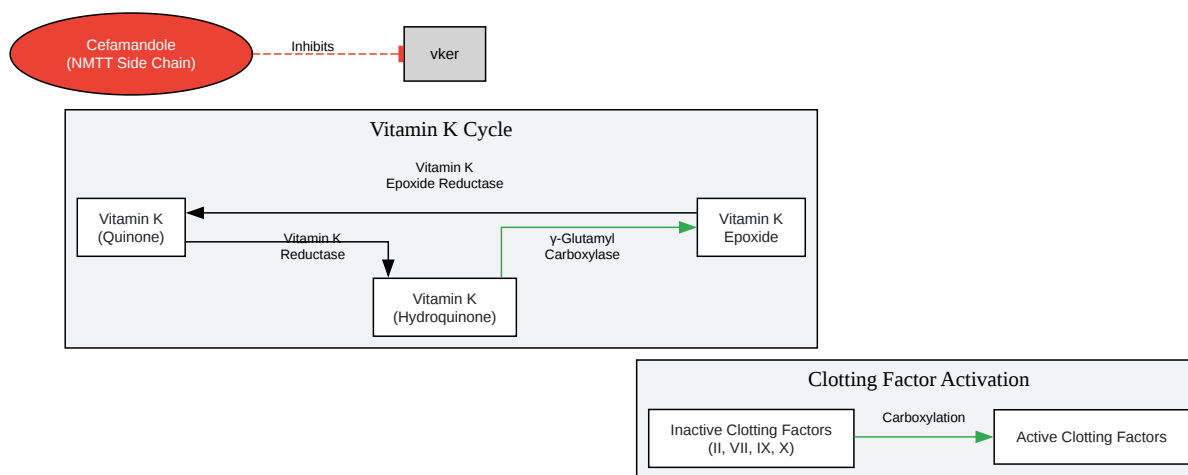 Cefamandole
(NMTT Side Chain)
Inhibits
vker
Vitamin K Cycle
Vitamin K
Epoxide Reductase
Vitamin K
(Quinone)
Vitamin K
Reductase
γ-Glutamyl
Carboxylase
Vitamin K
Epoxide
Vitamin K
(Hydroquinone)
Clotting Factor Activation
Inactive Clotting Factors
(II, VII, IX, X)
Carboxylation
Active Clotting Factors